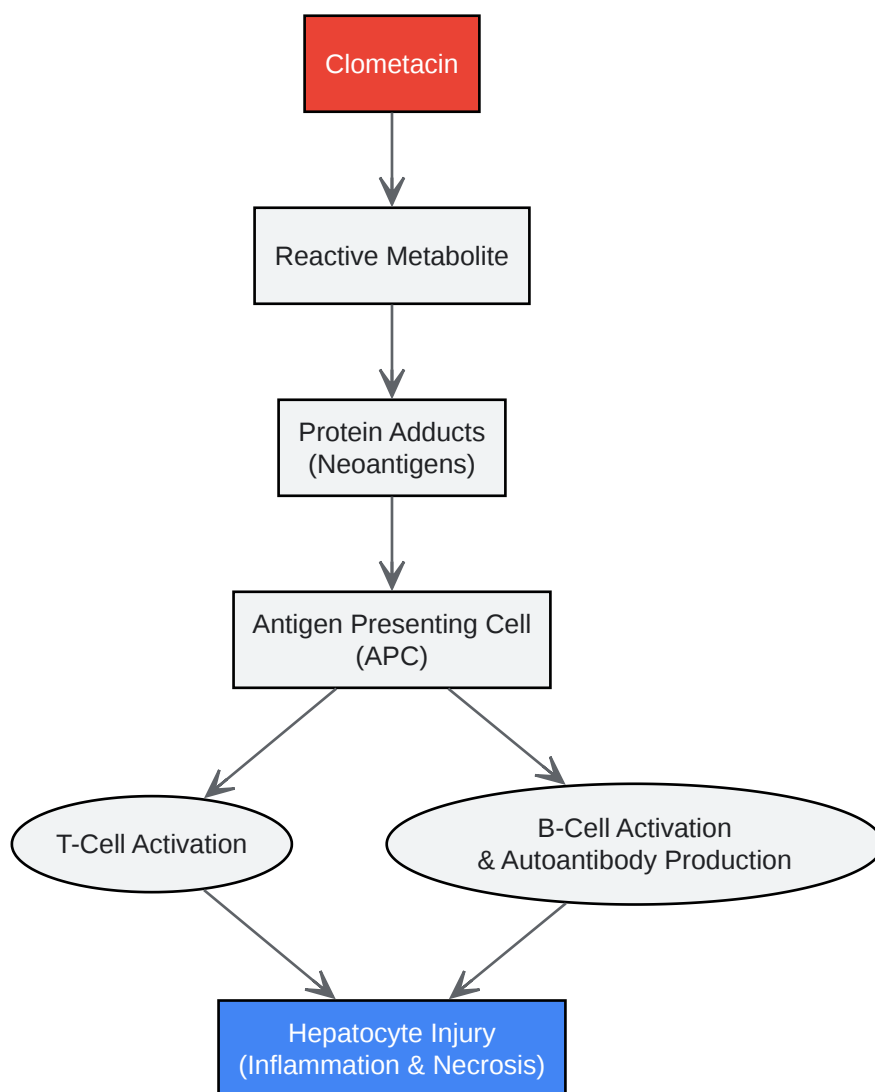 Clometacin
Reactive Metabolite
Protein Adducts
(Neoantigens)
Antigen Presenting Cell
(APC)
T-Cell Activation
B-Cell Activation
& Autoantibody Production
Hepatocyte Injury
(Inflammation & Necrosis)